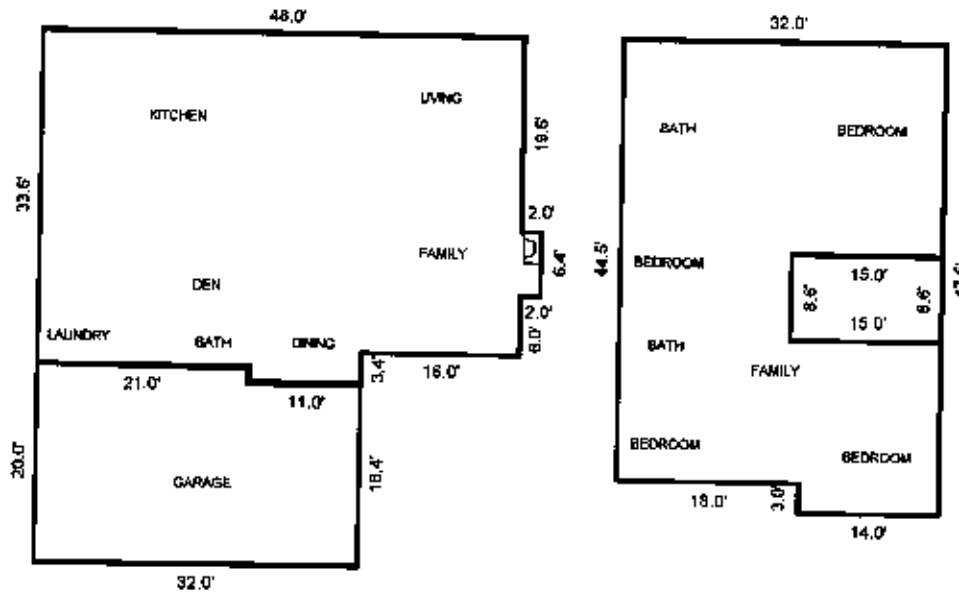 48.0'
32.0'
LIVING
KITCHEN
BATH
BEDROOM
19.6'
2.0'
FAMILY
6.4'
44.5'
BEDROOM
15.0'
47.5'
DEN
8.6'
8.6'
2.0'
15.0'
LAUNDRY
BATH
DINING
6.0'
BATH
3.4'
16.0'
FAMILY
21.0'
11.0'
BEDROOM
BEDROOM
20.0'
GARAGE
18.4'
18.0'
3.0'
14.0'
32.0'